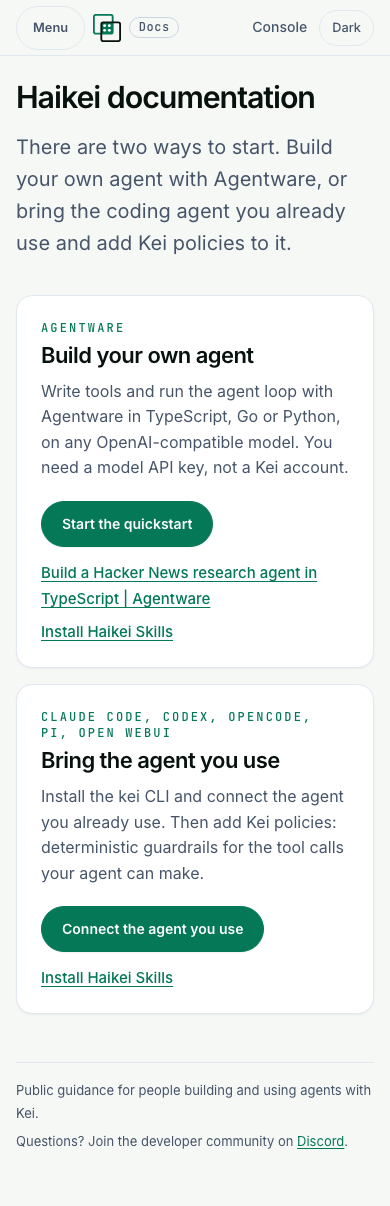 Menu
Docs
Console
Dark
Haikei documentation
There are two ways to start. Build
your own agent with Agentware, or
bring the coding agent you already
use and add Kei policies to it.
AGENTWARE
Build your own agent
Write tools and run the agent loop with
Agentware in TypeScript, Go or Python,
on any OpenAI-compatible model. You
need a model API key, not a Kei account.
Start the quickstart
Build a Hacker News research agent in
TypeScript | Agentware
Install Haikei Skills
CLAUDE CODE, CODEX, OPENCODE,
PI, OPEN WEBUI
Bring the agent you use
Install the kei CLI and connect the agent
you already use. Then add Kei policies:
deterministic guardrails for the tool calls
your agent can make.
Connect the agent you use
Install Haikei Skills
Public guidance for people building and using agents with
Kei.
Questions? Join the developer community on Discord.